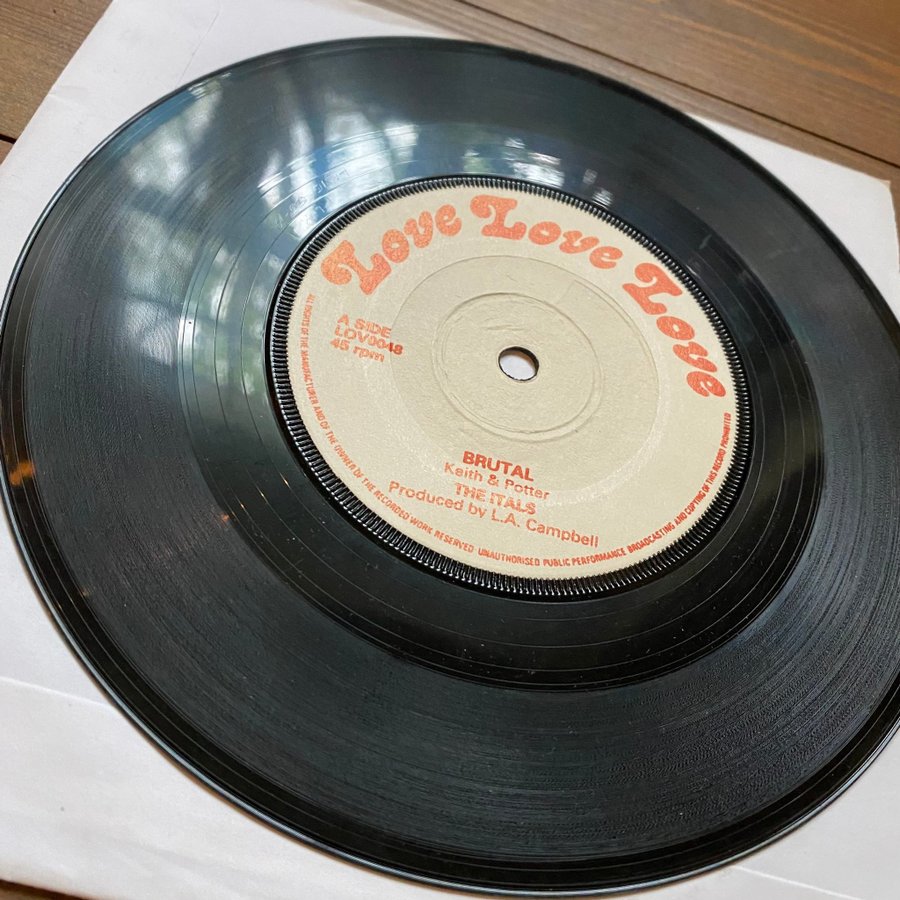 Love Love Love
A SIDE
LOV0048
45 rpm
BRUTAL
Keith & Potter
THE ITALS
Produced by L.A. Campbell
ALL RIGHTS OF THE MANUFACTURER AND OF THE OWNER OF THE RECORDED WORK RESERVED UNAUTHORISED PUBLIC PERFORMANCE BROADCASTING AND COPYING OF THIS RECORD PROHIBITED